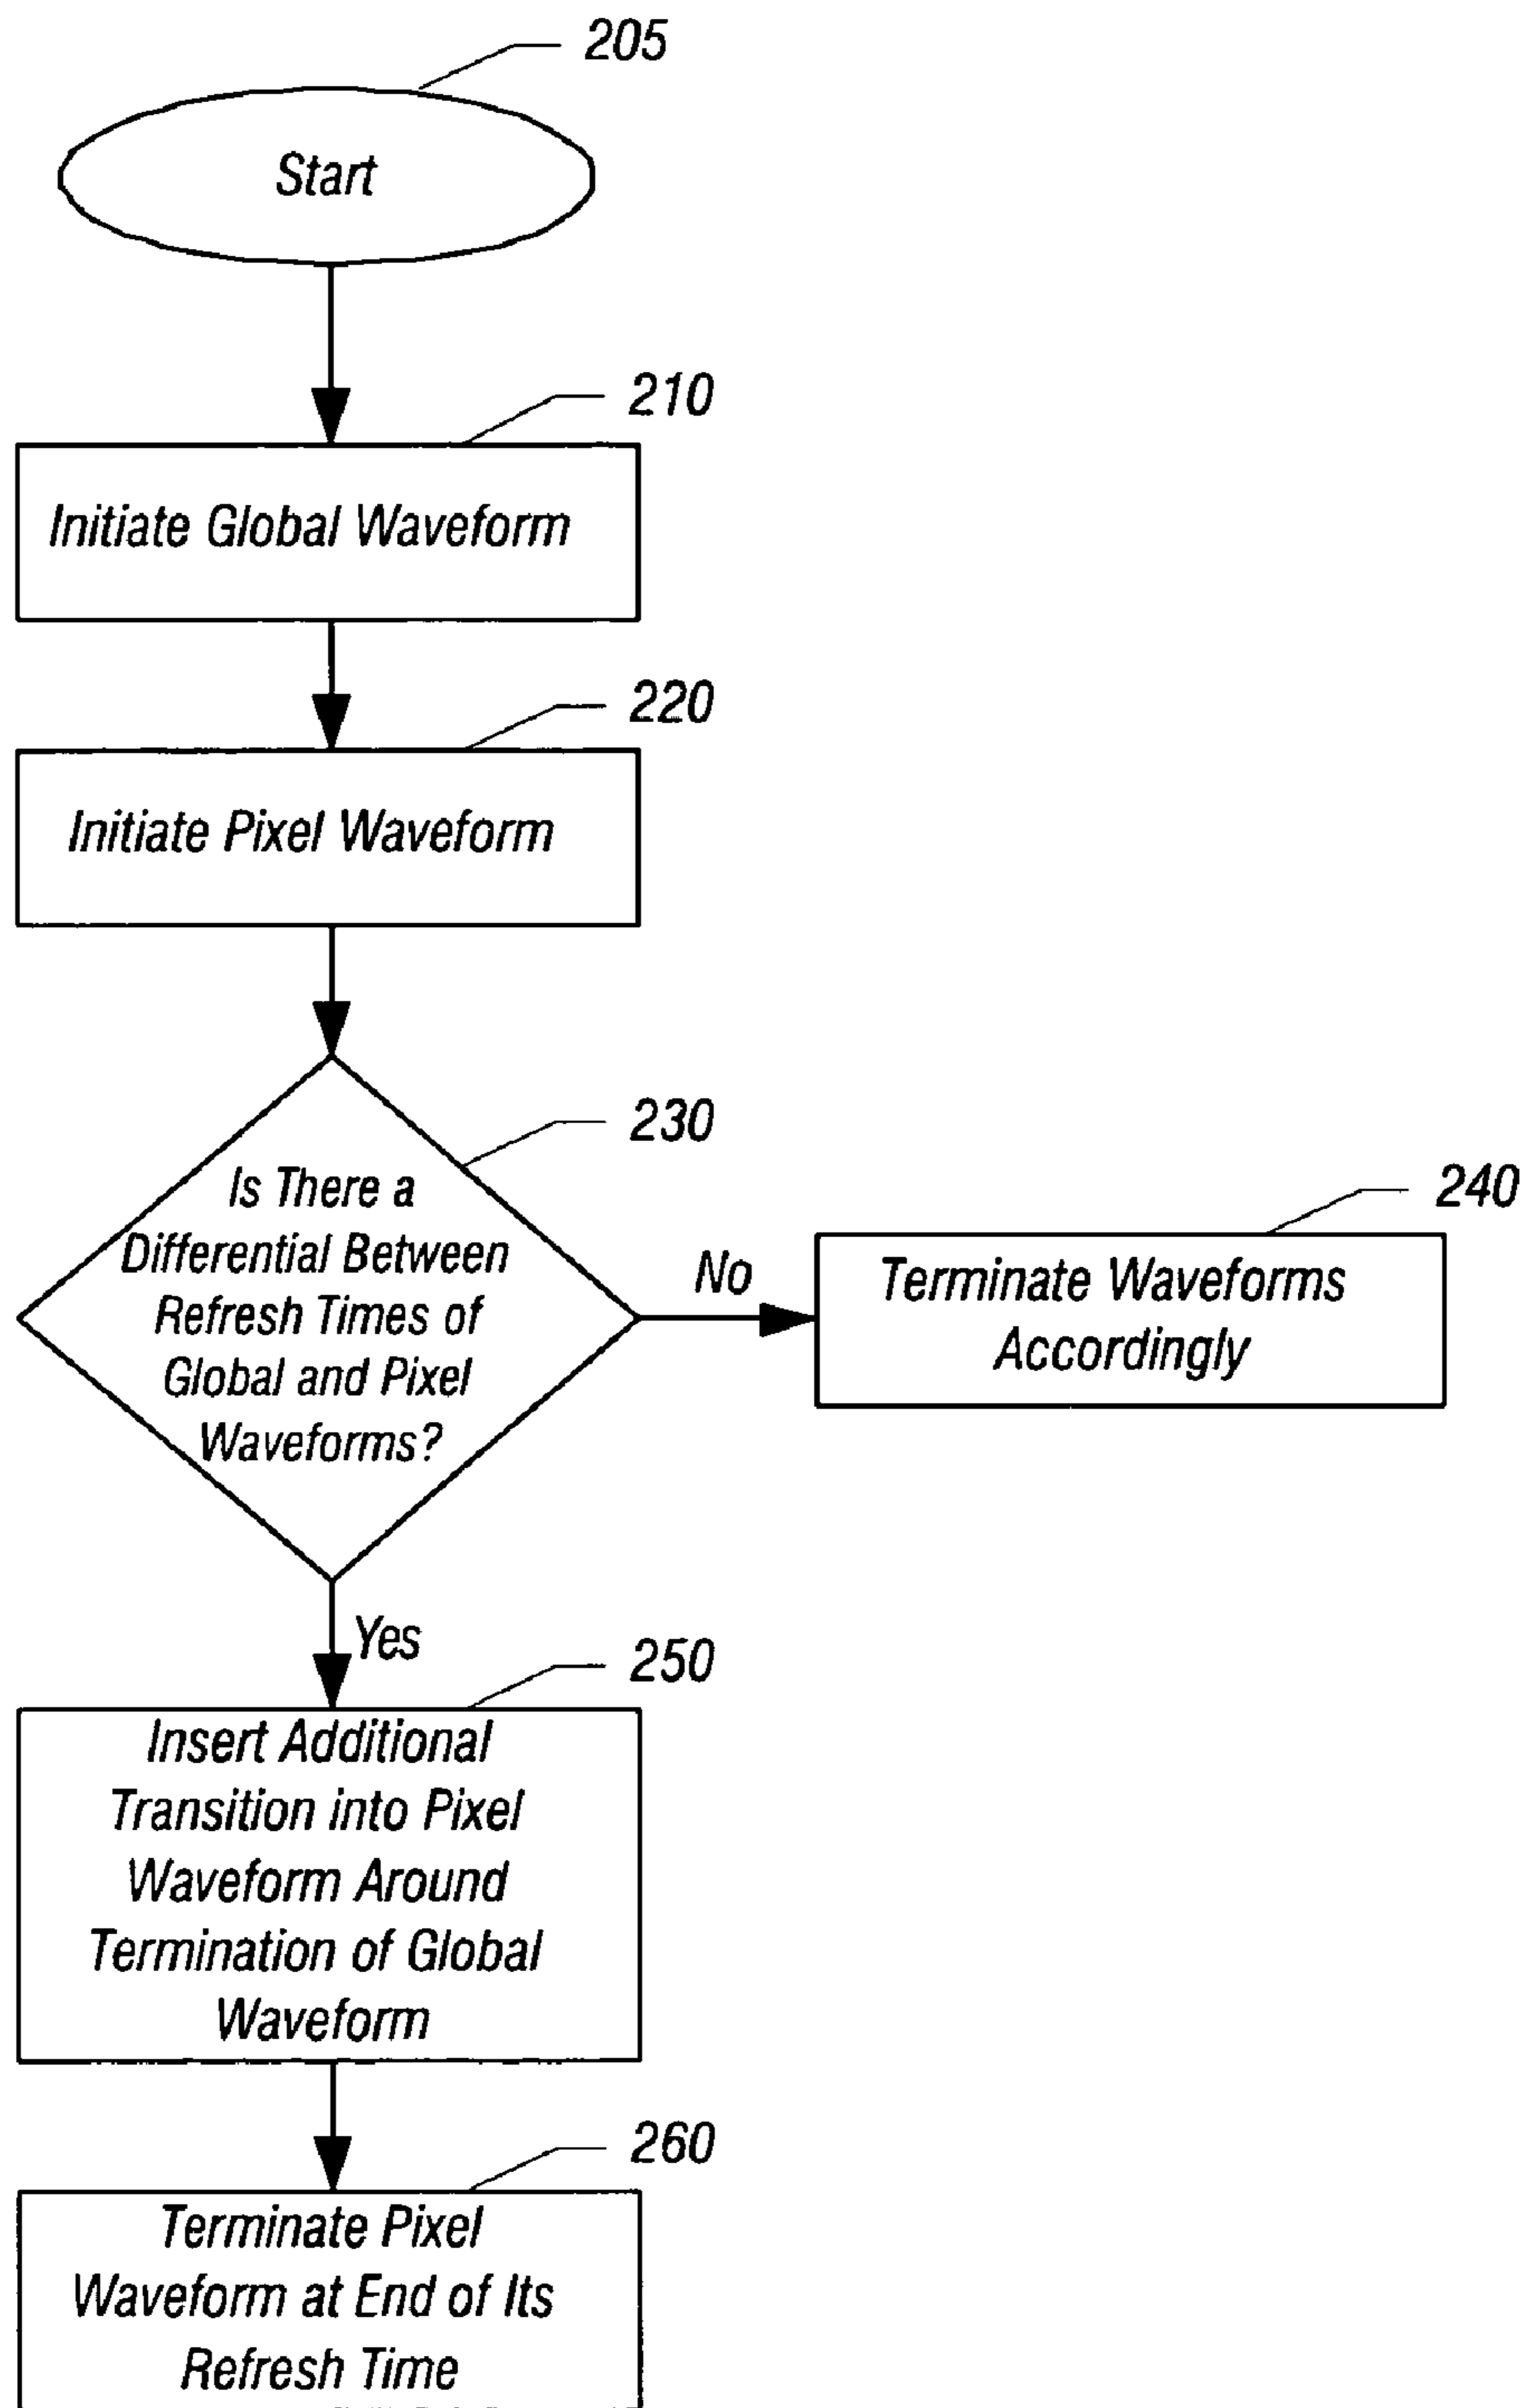 205
Start
210
Initiate Global Waveform
220
Initiate Pixel Waveform
230
Is There a
Differential Between
Refresh Times of
Global and Pixel
Waveforms?
No
240
Terminate Waveforms
Accordingly
Yes
250
Insert Additional
Transition into Pixel
Waveform Around
Termination of Global
Waveform
260
Terminate Pixel
Waveform at End of Its
Refresh Time